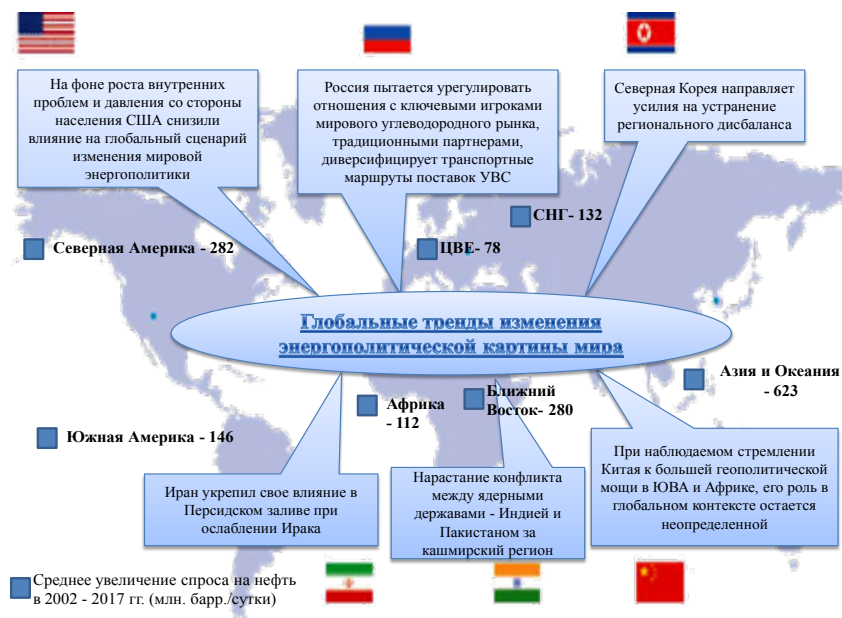 На фоне роста внутренних
проблем и давления со стороны
населения США снизили
влияние на глобальный сценарий
изменения мировой
энергополитики
Россия пытается урегулировать
отношения с ключевыми игроками
мирового углеводородного рынка,
традиционными партнерами,
диверсифицирует транспортные
маршруты поставок УВС
Северная Корея направляет
усилия на устранение
регионального дисбаланса
СНГ- 132
Северная Америка - 282
ЦВЕ- 78
Глобальные тренды изменения
энергополитической картины мира
Азия и Океания
- 623
Африка
- 112
Ближний
Восток- 280
Южная Америка - 146
Иран укрепил свое влияние в
Персидском заливе при
ослаблении Ирака
Нарастание конфликта
между ядерными
державами - Индией и
Пакистаном за
кашмирский регион
При наблюдаемом стремлении
Китая к большей геополитической
мощи в ЮВА и Африке, его роль в
глобальном контексте остается
неопределенной
Среднее увеличение спроса на нефть
в 2002 - 2017 гг. (млн. барр./сутки)